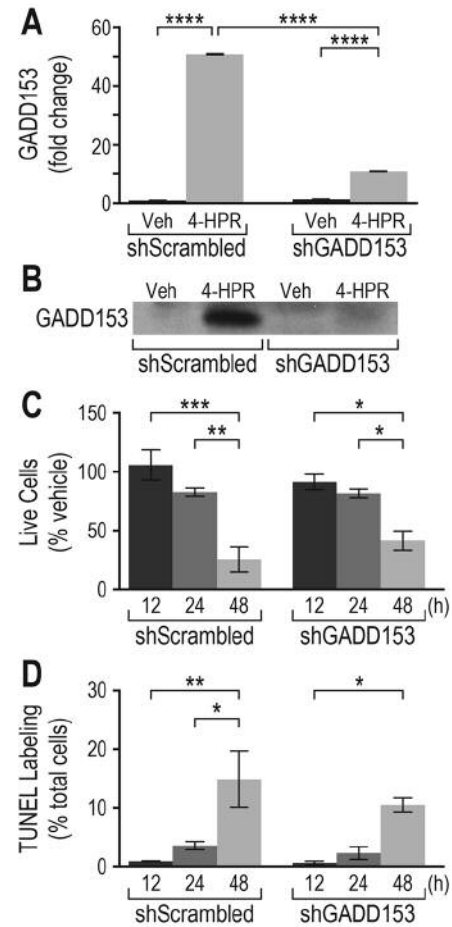 A
GADD153
(fold change)
60
40
20
0
**** **** ****
Veh 4-HPR Veh 4-HPR
shScrambled shGADD153
B
Veh 4-HPR Veh 4-HPR
GADD153
shScrambled shGADD153
C
Live Cells
(% vehicle)
150
100
50
0
*** ** * *
12 24 48 12 24 48 (h)
shScrambled shGADD153
D
TUNEL Labeling
(% total cells)
30
20
10
0
** * *
12 24 48 12 24 48 (h)
shScrambled shGADD153